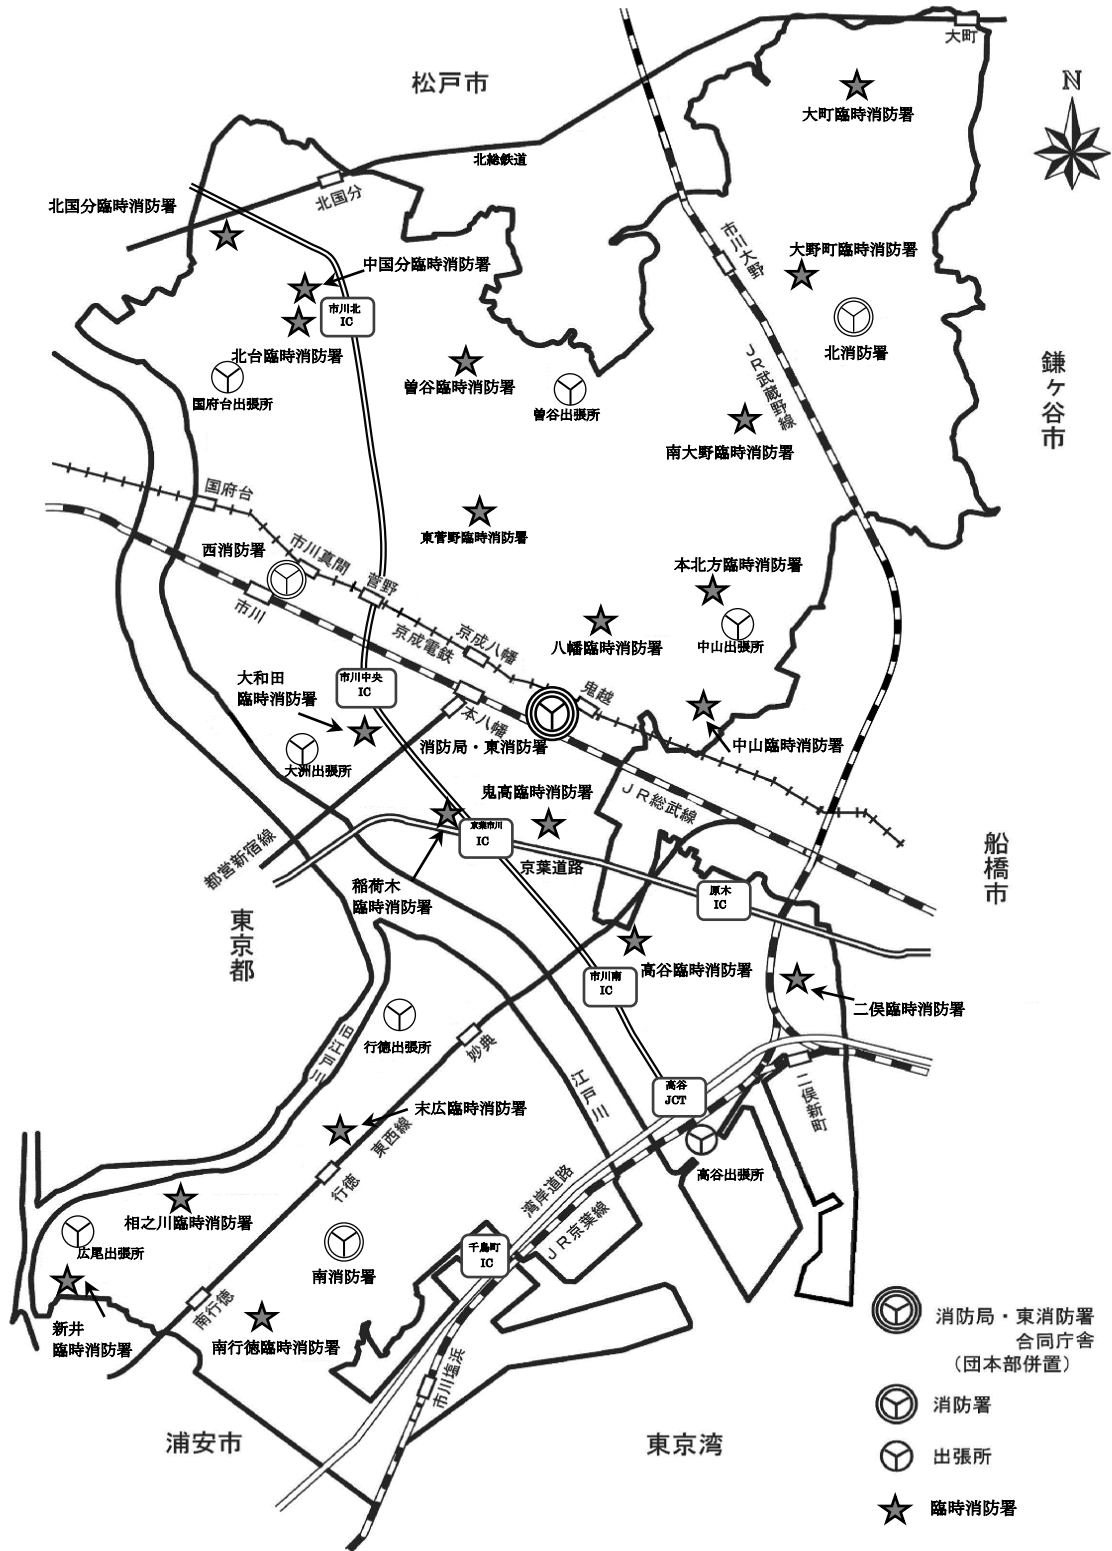 大町
松戸市
N
大町臨時消防署
北総鉄道
北国分
北国分臨時消防署
市川大野
大野町臨時消防署
中国分臨時消防署
市川北
IC
北消防署
北台臨時消防署
曽谷臨時消防署
国府台出張所
曽谷出張所
JR武蔵野線
鎌ヶ谷市
南大野臨時消防署
国府台
東菅野臨時消防署
西消防署
市川真間
本北方臨時消防署
菅野
市川
京成電鉄
京成八幡
八幡臨時消防署
中山出張所
大和田
臨時消防署
市川中央
IC
鬼越
本八幡
消防局・東消防署
中山臨時消防署
大洲出張所
鬼高臨時消防署
JR総武線
京葉市川
IC
船橋市
都営新宿線
京葉道路
稲荷木
臨時消防署
原木
IC
東京都
高谷臨時消防署
市川南
IC
二俣臨時消防署
行徳出張所
旧江戸川
妙典
江戸川
高谷
JCT
二俣新町
末広臨時消防署
東西線
高谷出張所
行徳
湾岸道路
相之川臨時消防署
JR京葉線
広尾出張所
千鳥町
IC
南消防署
新井
臨時消防署
南行徳
南行徳臨時消防署
市川塩浜
浦安市
東京湾
消防局・東消防署
合同庁舎
（団本部併置）
消防署
出張所
臨時消防署